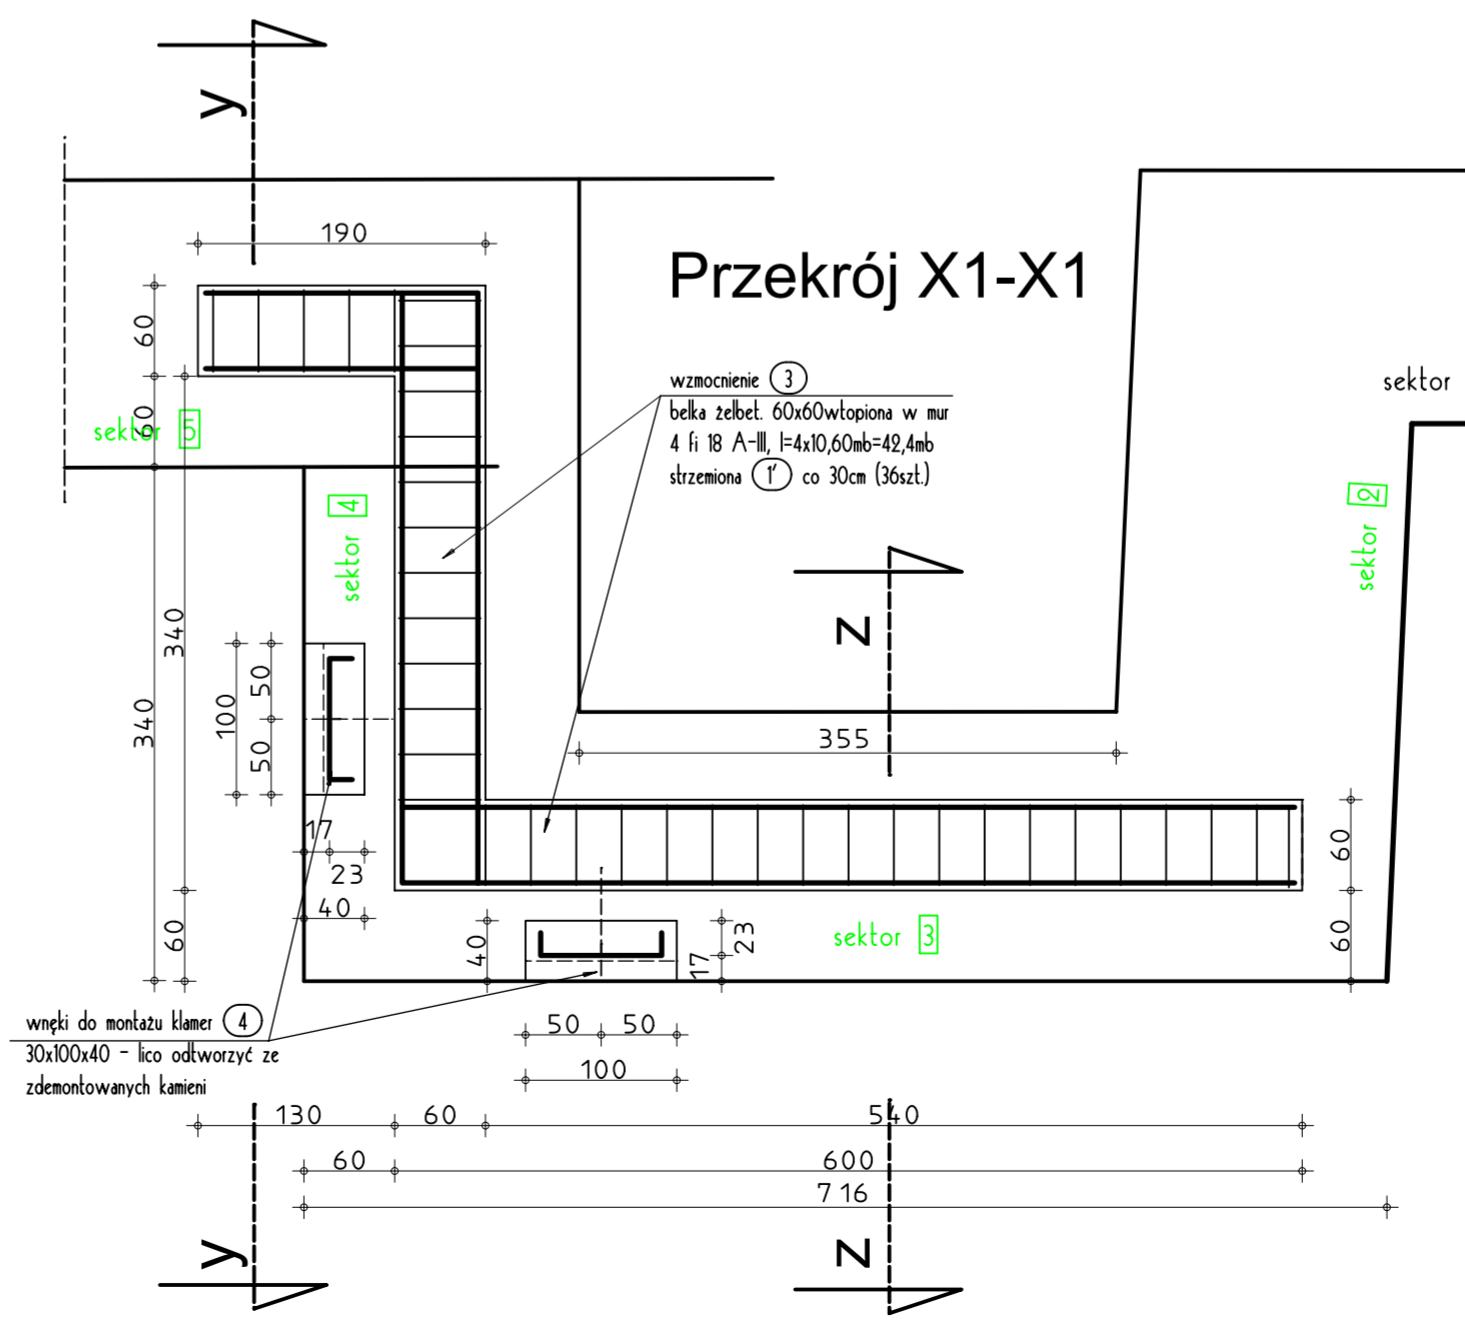 y
190
Przekrój X1-X1
60
wzmocnienie 3
belka żelbet. 60x60wtopiona w mur
4 fi 18 A-III, l=4x10,60mb=42,4mb
strzemiona 1' co 30cm (36szt.)
sektor
60
sektor 5
sektor 4
sektor 2
z
340
340
100
50
50
355
17
23
40
60
60
60
40
23
17
sektor 3
wnęki do montażu klamer 4
30x100x40 - lico odtworzyć ze
zdemontowanych kamieni
50 50
100
130 60 540
60 600
716
y z